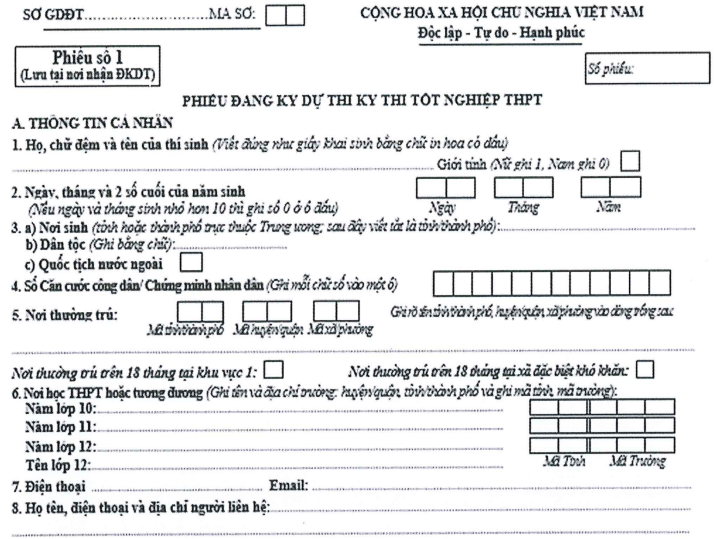 SỞ GDĐT.....................MA SỐ:
CỘNG HOA XA HỘI CHỦ NGHIA VIỆT NAM
Độc lập - Tự do - Hạnh phúc
Phiếu số 1
(Lưu tại nơi nhận ĐKDT)
Số phiếu:
PHIẾU ĐANG KY DỰ THI KY THI TỐT NGHIỆP THPT
A. THÔNG TIN CÁ NHÂN
1. Họ, chữ đệm và tên của thí sinh (Viết đúng như giấy khai sinh bằng chữ in hoa có dấu)
Giới tính (Nữ ghi 1, Nam ghi 0)
2. Ngày, tháng và 2 số cuối của năm sinh
(Nếu ngày và tháng sinh nhỏ hơn 10 thì ghi số 0 ở ô đầu)
Ngày Tháng Năm
3. a) Nơi sinh (tỉnh hoặc thành phố trực thuộc Trung ương; sau đây viết tắt là tỉnh/thành phố):
b) Dân tộc (Ghi bằng chữ):
c) Quốc tịch nước ngoài
4. Số Căn cước công dân/ Chứng minh nhân dân (Ghi mỗi chữ số vào một ô)
5. Nơi thường trú:
Mã tỉnh/thành phố Mã huyện/quận Mã xã/phường
Ghi rõ tên tỉnh/thành phố, huyện/quận, xã/phường vào dòng trống sau:
Nơi thường trú trên 18 tháng tại khu vực 1:
Nơi thường trú trên 18 tháng tại xã đặc biệt khó khăn:
6. Nơi học THPT hoặc tương đương (Ghi tên và địa chỉ trường: huyện/quận, tỉnh/thành phố và ghi mã tỉnh, mã trường):
Năm lớp 10:
Năm lớp 11:
Năm lớp 12:
Tên lớp 12:
Mã Tỉnh Mã Trường
7. Điện thoại Email:
8. Họ tên, điện thoại và địa chỉ người liên hệ: